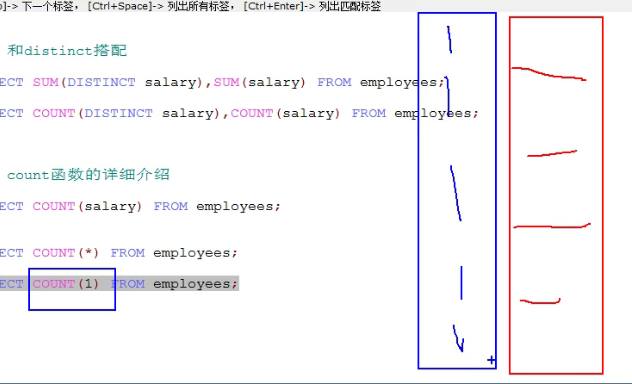 ]-> 下一个标签， [Ctrl+Space]-> 列出所有标签， [Ctrl+Enter]-> 列出匹配标签
和distinct搭配
ECT SUM(DISTINCT salary),SUM(salary) FROM employees;
ECT COUNT(DISTINCT salary),COUNT(salary) FROM employees;
count函数的详细介绍
ECT COUNT(salary) FROM employees;
ECT COUNT(*) FROM employees;
ECT COUNT(1) FROM employees;